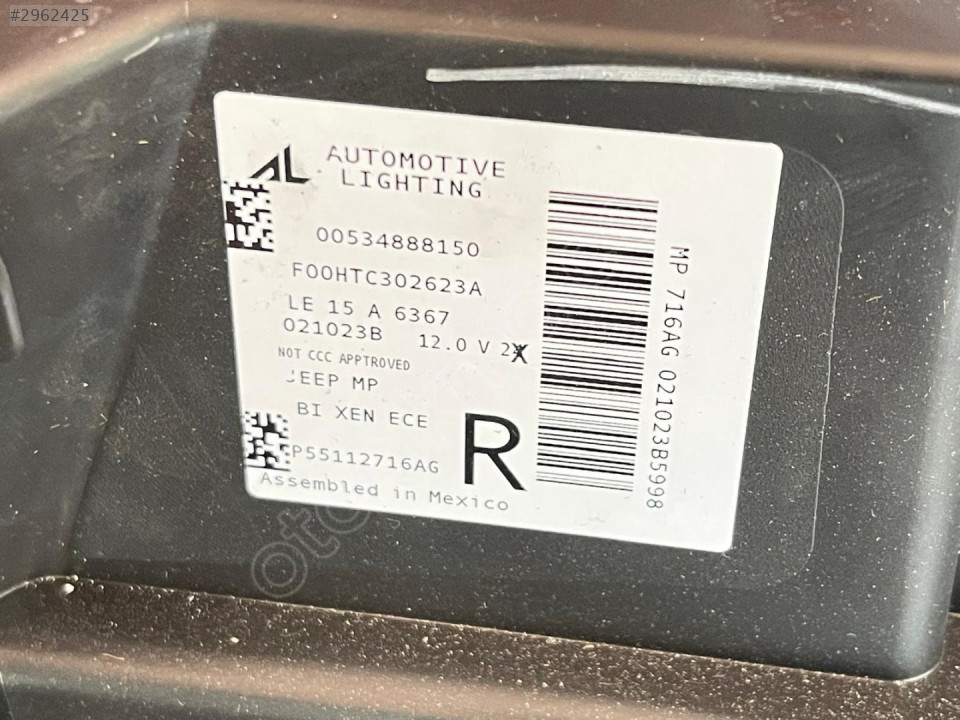 #2962425
AL AUTOMOTIVE
LIGHTING
00534888150
F00HTC302623A
LE 15 A 6367
021023B 12.0 V
NOT CCC APPTROVED
JEEP MP
BI XEN ECE
R
P55112716AG
Assembled in Mexico
MP 716AG 021023B5998